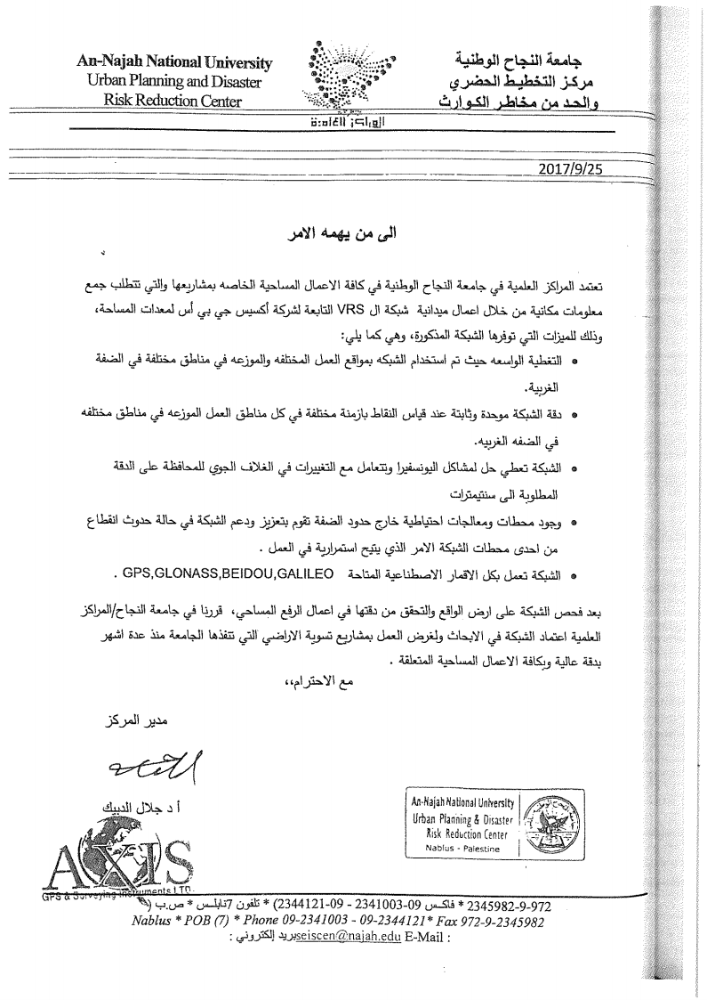 An-Najah National University
Urban Planning and Disaster
Risk Reduction Center
جامعة النجاح الوطنية
مركز التخطيط الحضري
والحد من مخاطر الكوارث
2017/9/25
الى من يهمه الامر
تعتمد المراكز العلمية في جامعة النجاح الوطنية في كافة الاعمال المساحية الخاصه بمشاريعها والتي تتطلب جمع
معلومات مكانية من خلال اعمال ميدانية شبكة ال VRS التابعة لشركة أكسيس جي بي أس لمعدات المساحة،
وذلك للميزات التي توفرها الشبكة المذكورة، وهي كما يلي:
• التغطية الواسعه حيث تم استخدام الشبكه بمواقع العمل المختلفه والموزعه في مناطق مختلفة في الضفة
الغربية.
• دقة الشبكة موحدة وثابتة عند قياس النقاط بازمنة مختلفة في كل مناطق العمل الموزعه في مناطق مختلفه
في الضفه الغربيه.
• الشبكة تعطي حل لمشاكل اليونسفيرا وتتعامل مع التغييرات في الغلاف الجوي للمحافظة على الدقة
المطلوبة الى سنتيمترات
• وجود محطات ومعالجات احتياطية خارج حدود الضفة تقوم بتعزيز ودعم الشبكة في حالة حدوث انقطاع
من احدى محطات الشبكة الامر الذي يتيح استمرارية في العمل .
• الشبكة تعمل بكل الاقمار الاصطناعية المتاحة GPS,GLONASS,BEIDOU,GALILEO .
بعد فحص الشبكة على ارض الواقع والتحقق من دقتها في اعمال الرفع المساحي، قررنا في جامعة النجاح/المراكز
العلمية اعتماد الشبكة في الابحاث ولغرض العمل بمشاريع تسوية الاراضي التي تنفذها الجامعة منذ عدة اشهر
بدقة عالية وبكافة الاعمال المساحية المتعلقة .
مع الاحترام،،
مدير المركز
أ د جلال الدبيك
AXIS
GPS & Surveying Instruments LTD.
An-Najah National University
Urban Planning & Disaster
Risk Reduction Center
Nablus - Palestine
نابلس * ص.ب (7 * تلفون 2344121-09 - 2341003-09) * فاكس 2345982-9-972
Nablus * POB (7) * Phone 09-2341003 - 09-2344121* Fax 972-9-2345982
: بريد إلكتروني seiscen@najah.edu E-Mail :